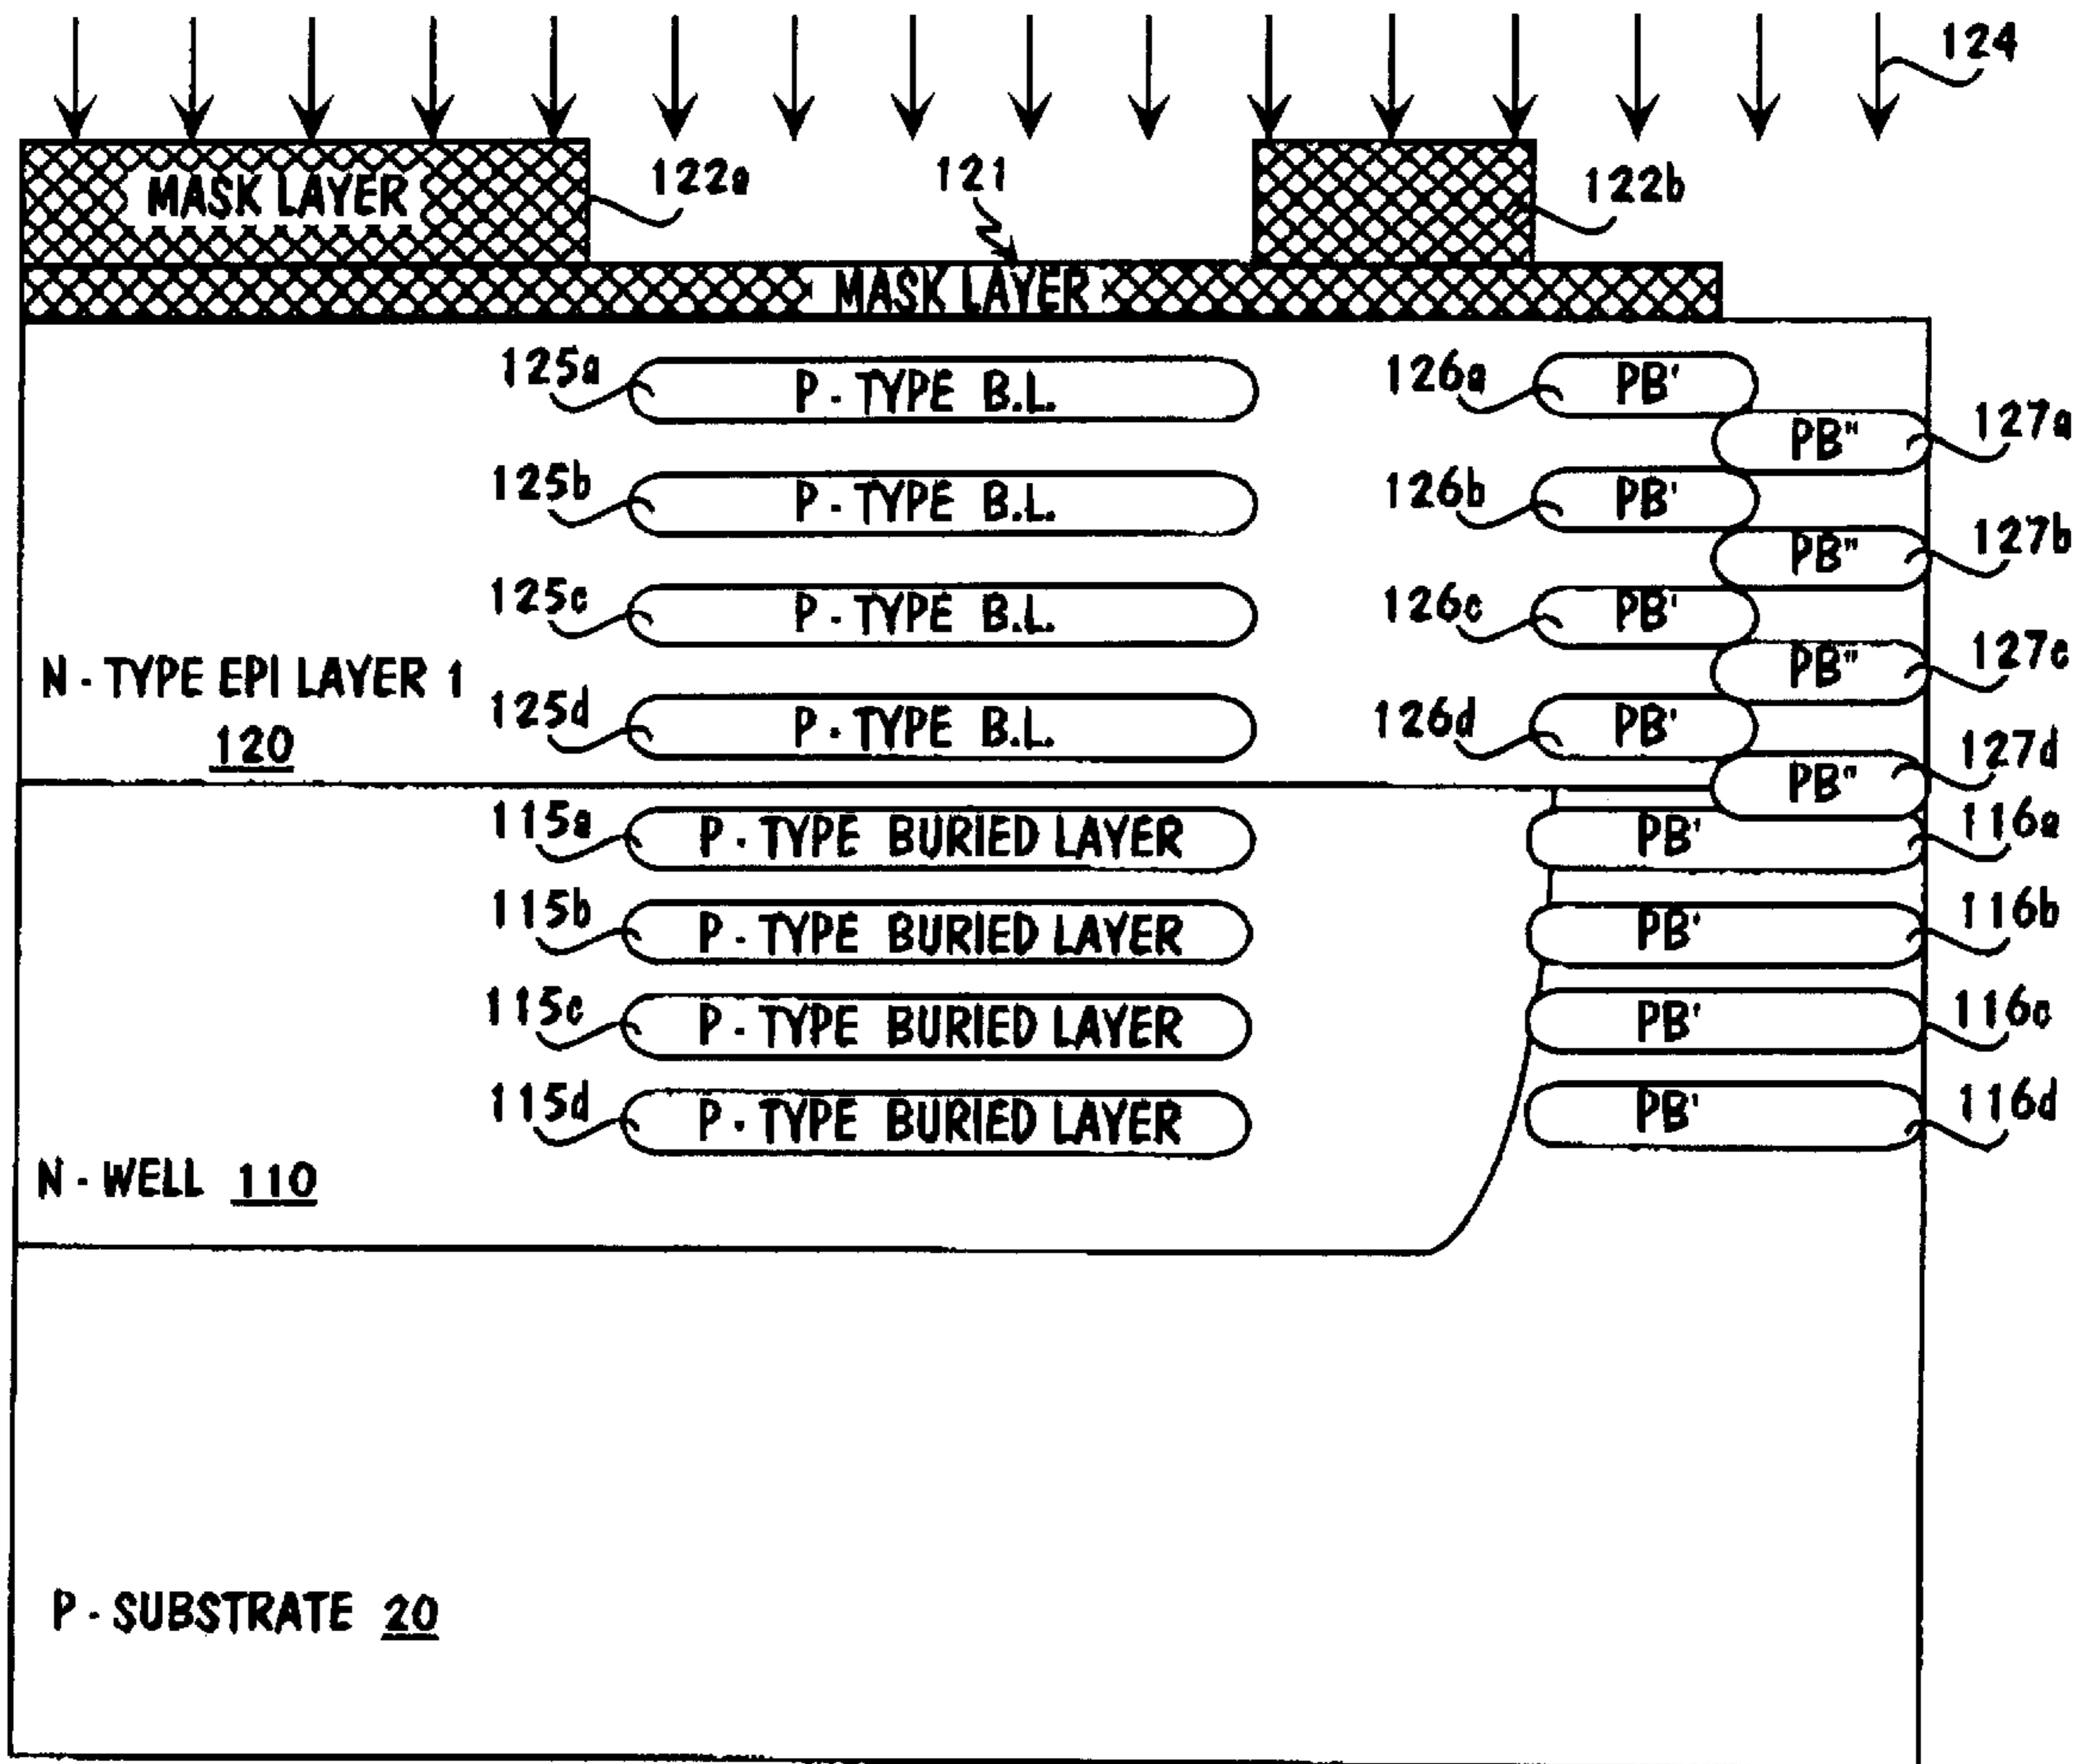 124
MASK LAYER
122a
121
122b
MASK LAYER
125a
P - TYPE B.L.
126a
PB'
127a
PB"
125b
P - TYPE B.L.
126b
PB'
127b
PB"
125c
P - TYPE B.L.
126c
PB'
127c
PB"
N - TYPE EPI LAYER 1
120
125d
P - TYPE B.L.
126d
PB'
127d
PB"
115a
P - TYPE BURIED LAYER
PB'
116a
115b
P - TYPE BURIED LAYER
PB'
116b
115c
P - TYPE BURIED LAYER
PB'
116c
115d
P - TYPE BURIED LAYER
PB'
116d
N - WELL 110
P - SUBSTRATE 20